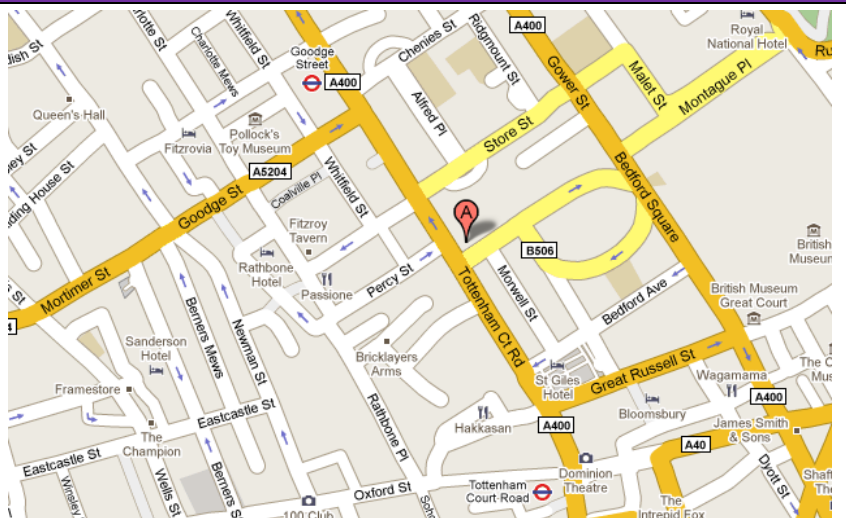 dish St
Charlotte Mews
Whitfield St
Goodge
Street
A400
Chenies St
Ridgmount St
A400
Royal
National Hotel
Gower St
Malet St
Montague Pl
Queen's Hall
Fitzrovia
Pollock's
Toy Museum
Alfred Pl
Store St
A5204
Whitfield St
Coalville Pl
Goodge St
Bedford Square
ding House St
Fitzroy
Tavern
A
B506
British
Museum
Mortimer St
Rathbone
Hotel
Passione
Percy St
Tottenham Ct Rd
Morwell St
Bedford Ave
British Museum
Great Court
Berners Mews
Newman St
Sanderson
Hotel
Bricklayers
Arms
Great Russell St
St Giles
Hotel
Wagamama
Framestore
A400
Eastcastle St
Rathbone Pl
Hakkasan
Bloomsbury
James Smith
& Sons
The
Champion
A400
A40
Eastcastle St
Wells St
Berners St
Oxford St
Tottenham
Court Road
Dominion
Theatre
Dyott St
100 Club
The
Intrepid Fox